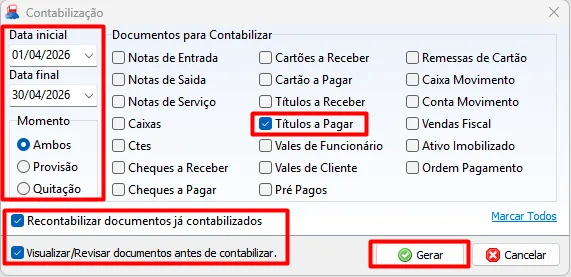 Contabilização
Data inicial
01/04/2026
Data final
30/04/2026
Momento
Ambos
Provisão
Quitação
Documentos para Contabilizar
Notas de Entrada
Notas de Saida
Notas de Serviço
Caixas
Ctes
Cheques a Receber
Cheques a Pagar
Cartões a Receber
Cartão a Pagar
Títulos a Receber
Títulos a Pagar
Vales de Funcionário
Vales de Cliente
Pré Pagos
Remessas de Cartão
Caixa Movimento
Conta Movimento
Vendas Fiscal
Ativo Imobilizado
Ordem Pagamento
Marcar Todos
Recontabilizar documentos já contabilizados
Visualizar/Revisar documentos antes de contabilizar.
Gerar
Cancelar